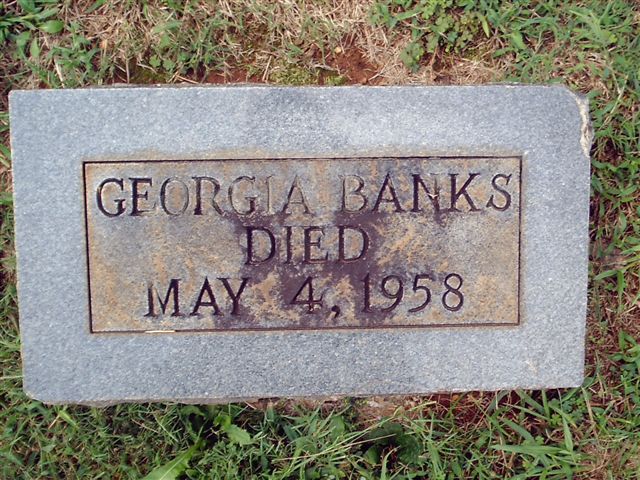 GEORGIA BANKS
DIED
MAY 4, 1958